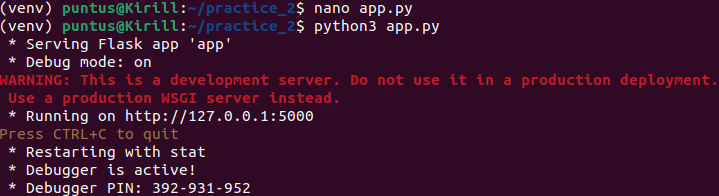 (venv) puntus@Kirill:~/practice_2$ nano app.py
(venv) puntus@Kirill:~/practice_2$ python3 app.py
 * Serving Flask app 'app'
 * Debug mode: on
WARNING: This is a development server. Do not use it in a production deployment.
 Use a production WSGI server instead.
 * Running on http://127.0.0.1:5000
Press CTRL+C to quit
 * Restarting with stat
 * Debugger is active!
 * Debugger PIN: 392-931-952